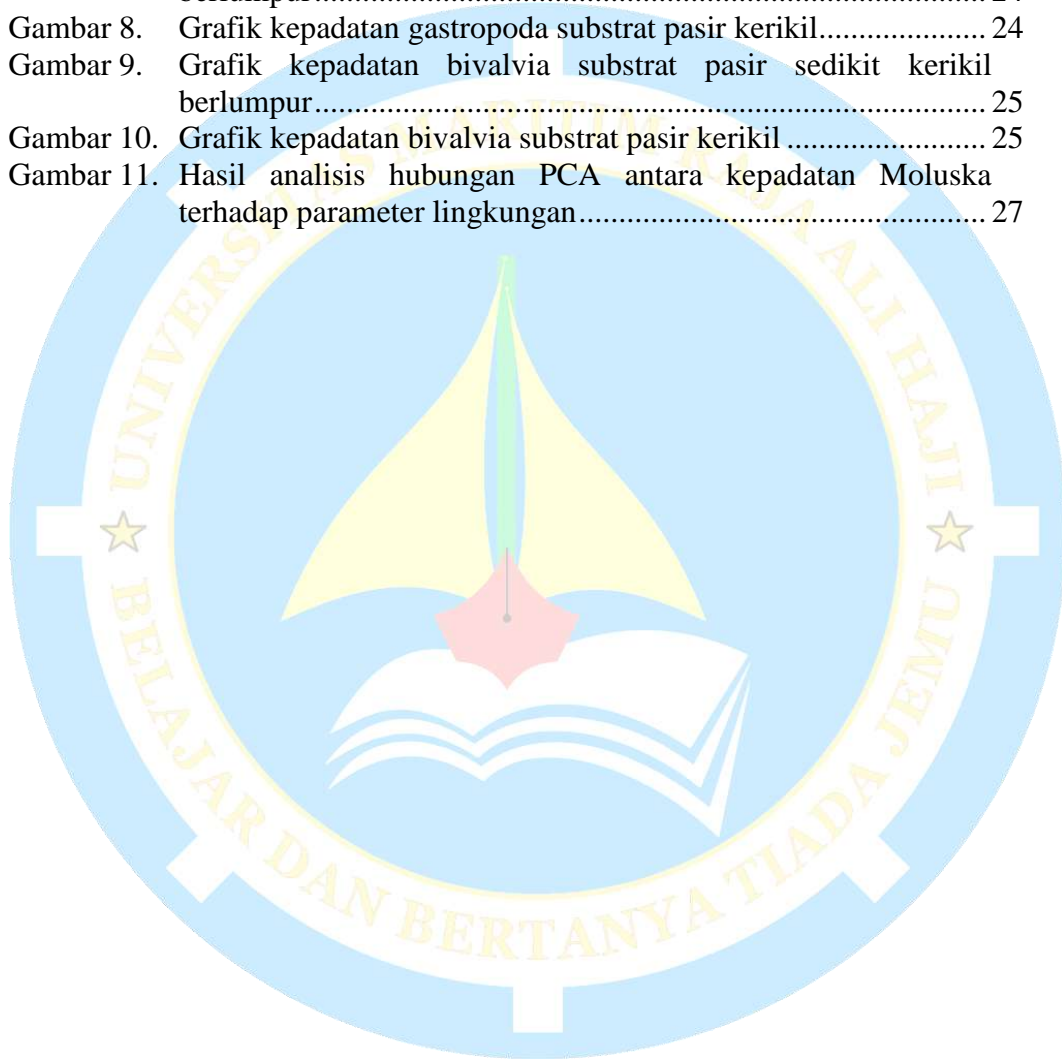 berlumpur.......................................................................................... 24
Gambar 8. Grafik kepadatan gastropoda substrat pasir kerikil...................... 24
Gambar 9. Grafik kepadatan bivalvia substrat pasir sedikit kerikil
berlumpur.......................................................................................... 25
Gambar 10. Grafik kepadatan bivalvia substrat pasir kerikil .......................... 25
Gambar 11. Hasil analisis hubungan PCA antara kepadatan Moluska
terhadap parameter lingkungan...................................................... 27
UNIVERSITAS MARITIM RAJA ALI HAJI
BELAJAR DAN BERTANYA TIADA JEMU